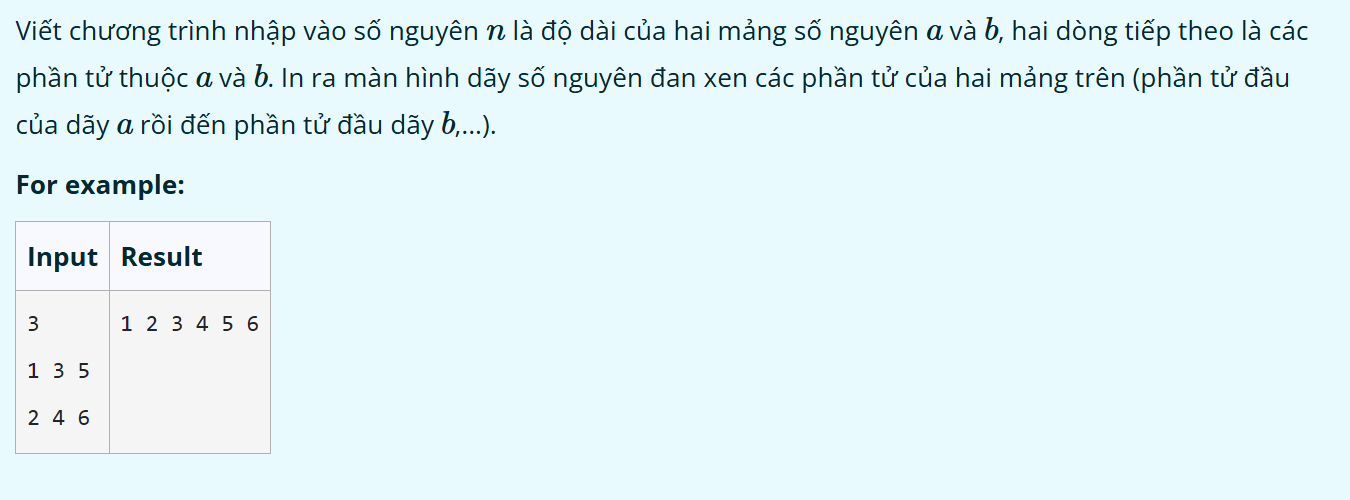 Viết chương trình nhập vào số nguyên n là độ dài của hai mảng số nguyên a và b, hai dòng tiếp theo là các
phần tử thuộc a và b. In ra màn hình dãy số nguyên đan xen các phần tử của hai mảng trên (phần tử đầu
của dãy a rồi đến phần tử đầu dãy b,...).
For example:
Input Result
3 1 2 3 4 5 6
1 3 5
2 4 6